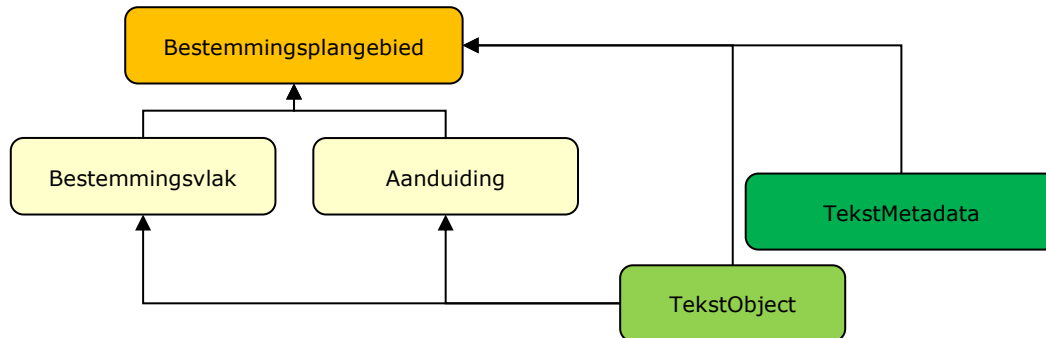 Bestemmingsplangebied
Bestemmingsvlak
Aanduiding
TekstMetadata
TekstObject